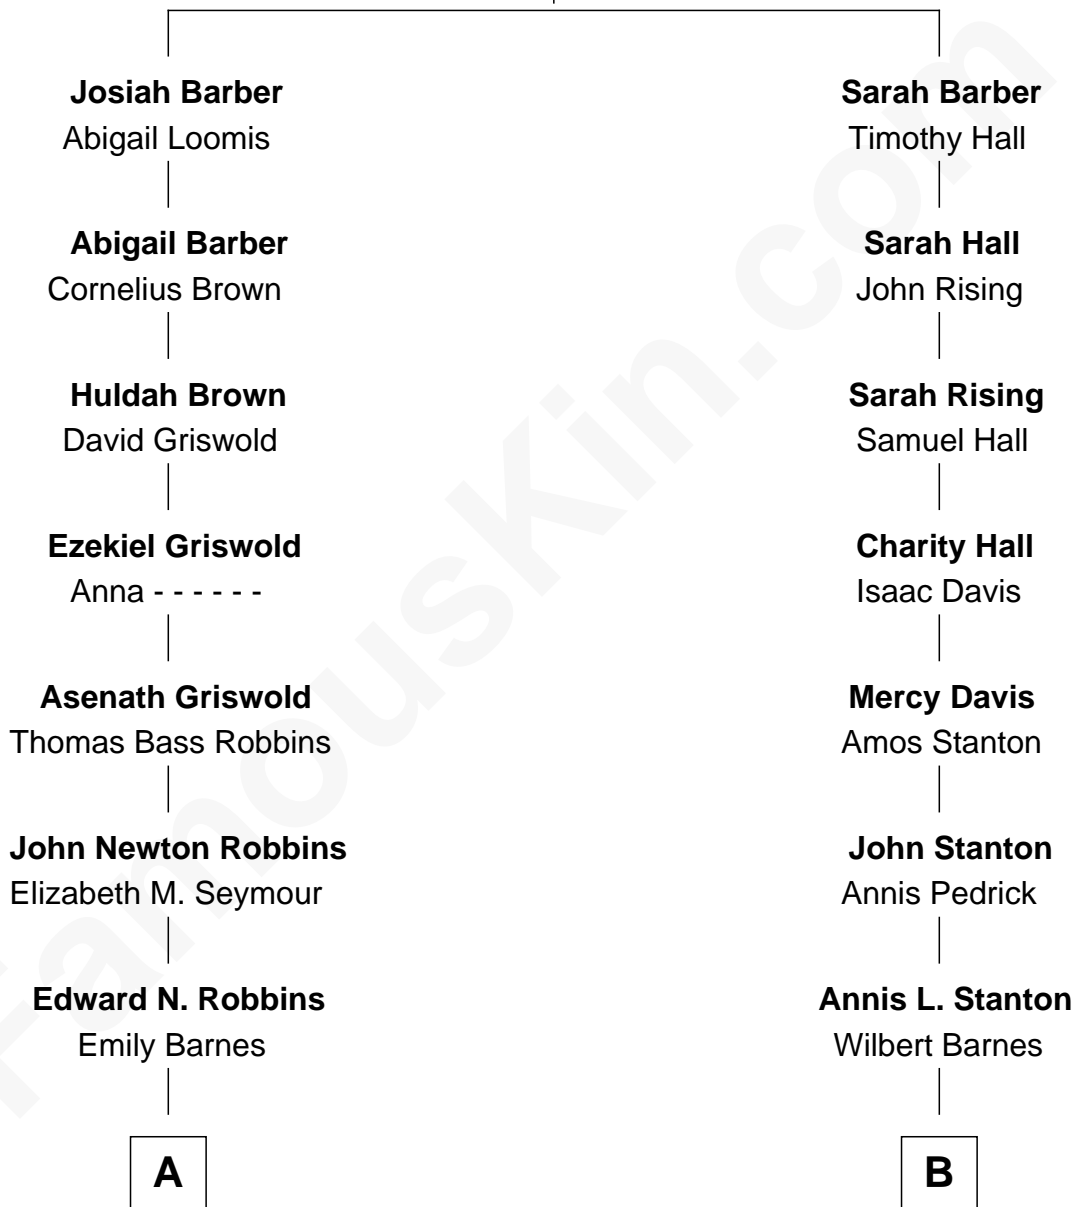 Josiah Barber
Abigail Loomis
Abigail Barber
Cornelius Brown
Huldah Brown
David Griswold
Ezekiel Griswold
Anna - - - - - -
Asenath Griswold
Thomas Bass Robbins
John Newton Robbins
Elizabeth M. Seymour
Edward N. Robbins
Emily Barnes
A
Sarah Barber
Timothy Hall
Sarah Hall
John Rising
Sarah Rising
Samuel Hall
Charity Hall
Isaac Davis
Mercy Davis
Amos Stanton
John Stanton
Annis Pedrick
Annis L. Stanton
Wilbert Barnes
B
FamousKin.com